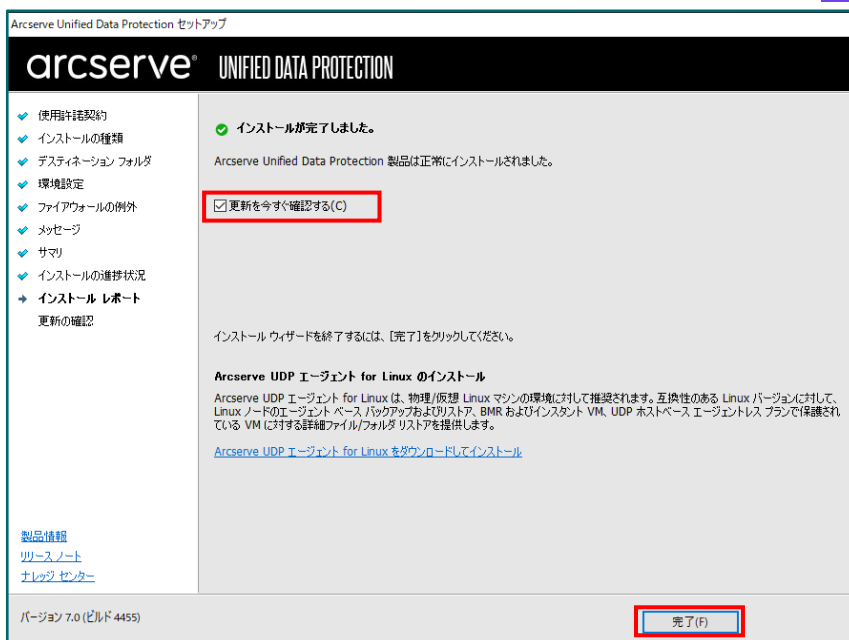 Arcserve Unified Data Protection セットアップ
arcserve® UNIFIED DATA PROTECTION
使用許諾契約
インストールの種類
デスティネーション フォルダ
環境設定
ファイアウォールの例外
メッセージ
サマリ
インストールの進捗状況
インストール レポート
更新の確認
製品情報
リリース ノート
ナレッジ センター
インストールが完了しました。
Arcserve Unified Data Protection 製品は正常にインストールされました。
更新を今すぐ確認する(C)
インストール ウィザードを終了するには、[完了]をクリックしてください。
Arcserve UDP エージェント for Linux のインストール
Arcserve UDP エージェント for Linux は、物理/仮想 Linux マシンの環境に対して推奨されます。互換性のある Linux バージョンに対して、
Linux ノードのエージェント ベース バックアップおよびリストア、BMR およびインスタント VM、UDP ホストベース エージェントレス プランで保護され
ている VM に対する詳細ファイル/フォルダ リストアを提供します。
Arcserve UDP エージェント for Linux をダウンロードしてインストール
バージョン 7.0 (ビルド 4455)
完了(F)